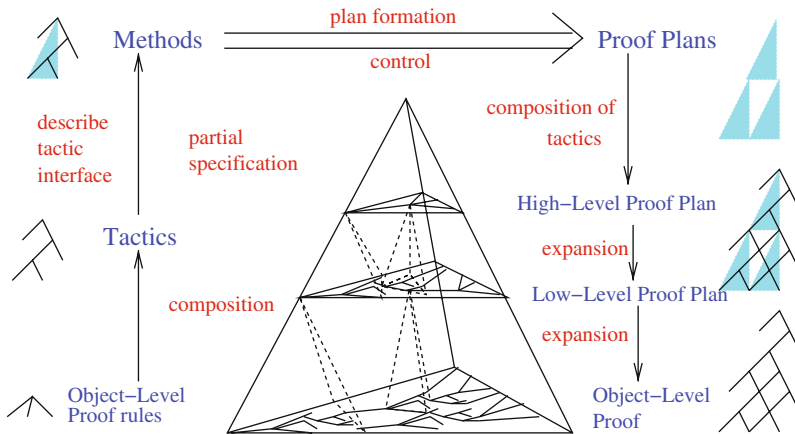 plan formation
Methods
Proof Plans
control
describe
tactic
interface
partial
specification
composition of
tactics
High–Level Proof Plan
Tactics
expansion
composition
Low–Level Proof Plan
expansion
Object–Level
Proof rules
Object–Level
Proof